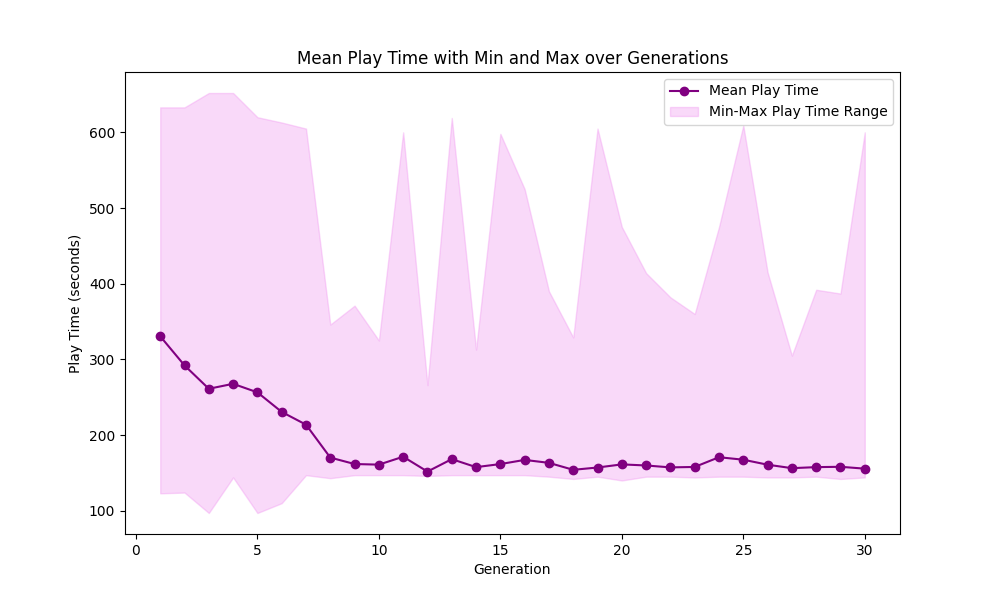 Mean Play Time with Min and Max over Generations
Mean Play Time
Min-Max Play Time Range
Play Time (seconds)
600
500
400
300
200
100
0 5 10 15 20 25 30
Generation